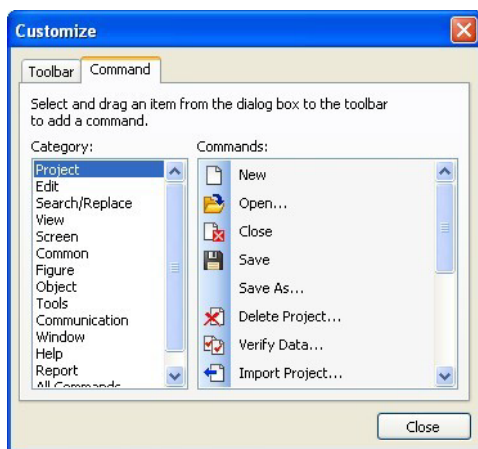 Customize
Toolbar
Command
Select and drag an item from the dialog box to the toolbar
to add a command.
Category:
Project
Edit
Search/Replace
View
Screen
Common
Figure
Object
Tools
Communication
Window
Help
Report
All Commands
Commands:
New
Open...
Close
Save
Save As...
Delete Project...
Verify Data...
Import Project...
Close